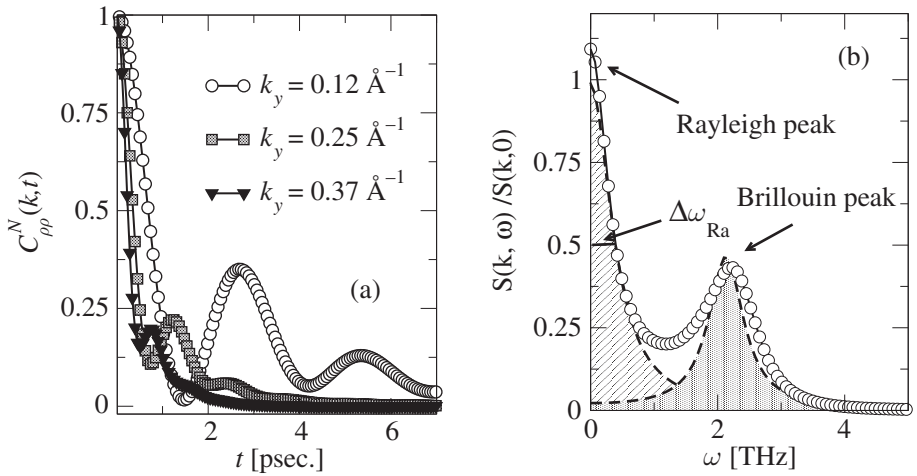 1
0.75
0.5
0.25
0
C^N_ρρ(k,t)
k_y = 0.12 Å^−1
k_y = 0.25 Å^−1
k_y = 0.37 Å^−1
(a)
2 4 6
t [psec.]
(b)
1
0.75
0.5
0.25
0
S(k, ω) /S(k,0)
Rayleigh peak
Brillouin peak
Δω_Ra
0 2 4
ω [THz]